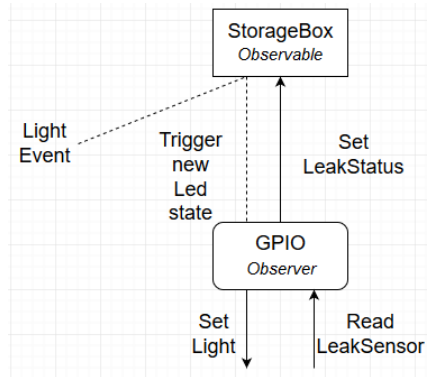 StorageBox
Observable
Light
Event
Trigger
new
Led
state
Set
LeakStatus
GPIO
Observer
Set
Light
Read
LeakSensor